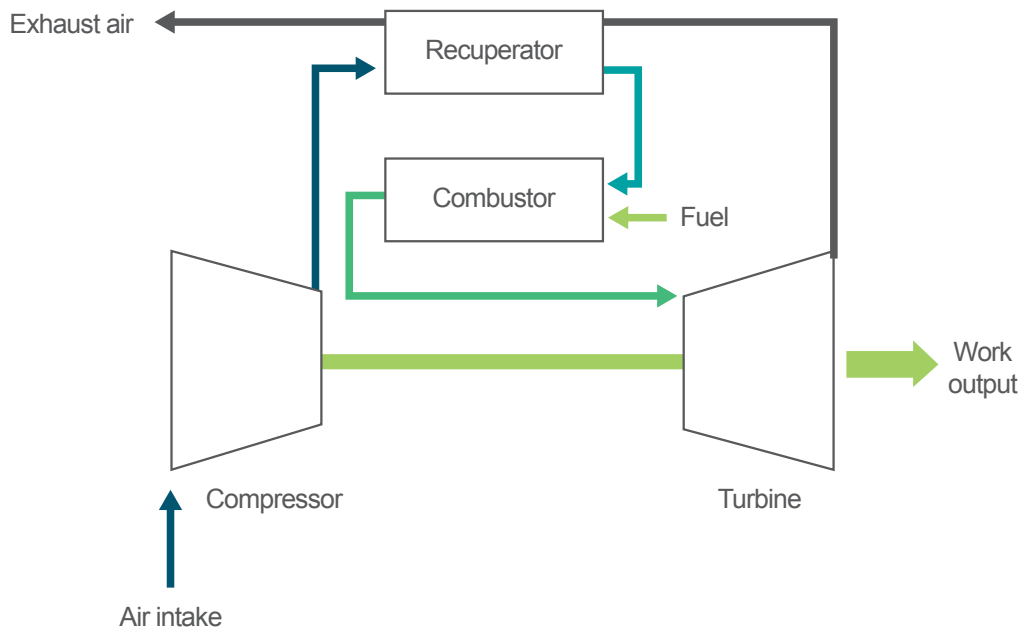 Exhaust air
Recuperator
Combustor
Fuel
Work
output
Compressor
Turbine
Air intake